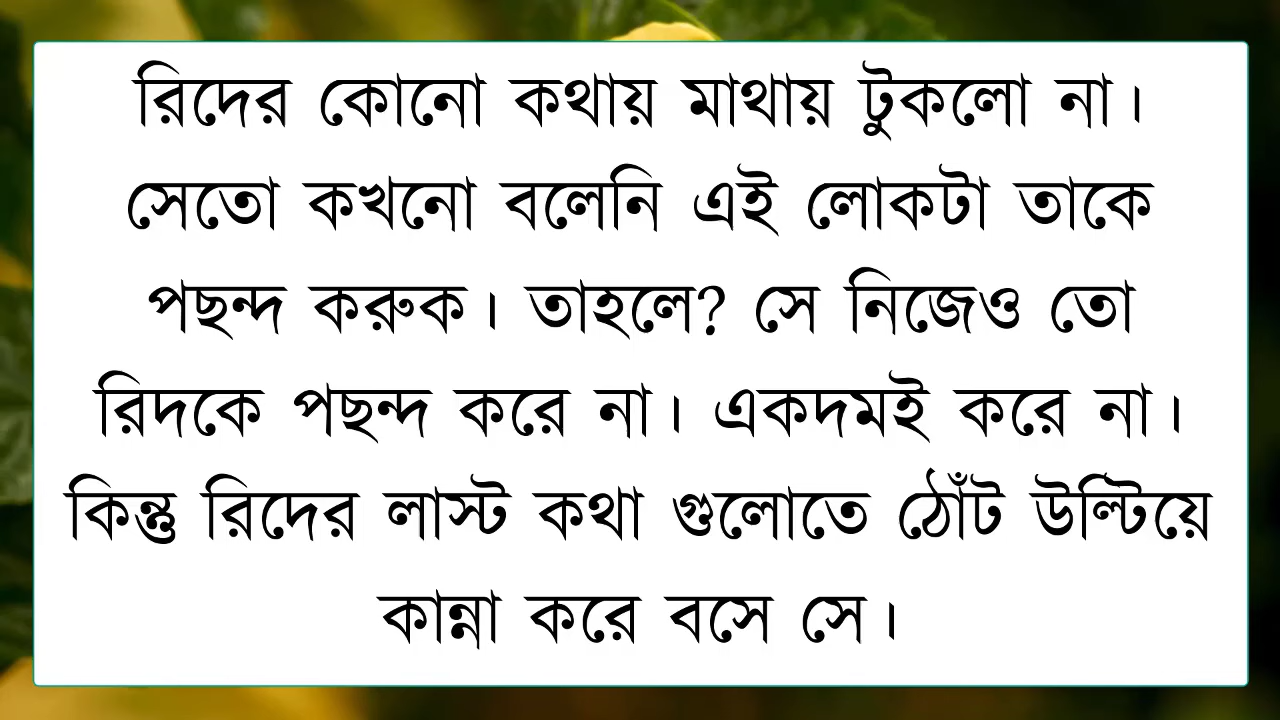 রিদের কোনো কথায় মাথায় টুকলো না।
সেতো কখনো বলেনি এই লোকটা তাকে
পছন্দ করুক। তাহলে? সে নিজেও তো
রিদকে পছন্দ করে না। একদমই করে না।
কিন্তু রিদের লাস্ট কথা গুলোতে ঠোঁট উল্টিয়ে
কান্না করে বসে সে।